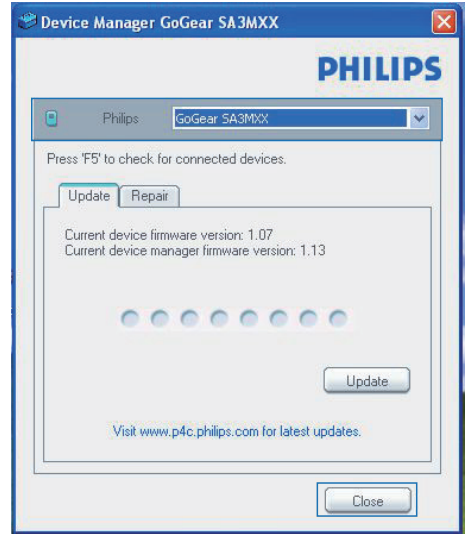 Device Manager GoGear SA3MXX
PHILIPS
Philips GoGear SA3MXX
Press 'F5' to check for connected devices.
Update Repair
Current device firmware version: 1.07
Current device manager firmware version: 1.13
Update
Visit www.p4c.philips.com for latest updates.
Close